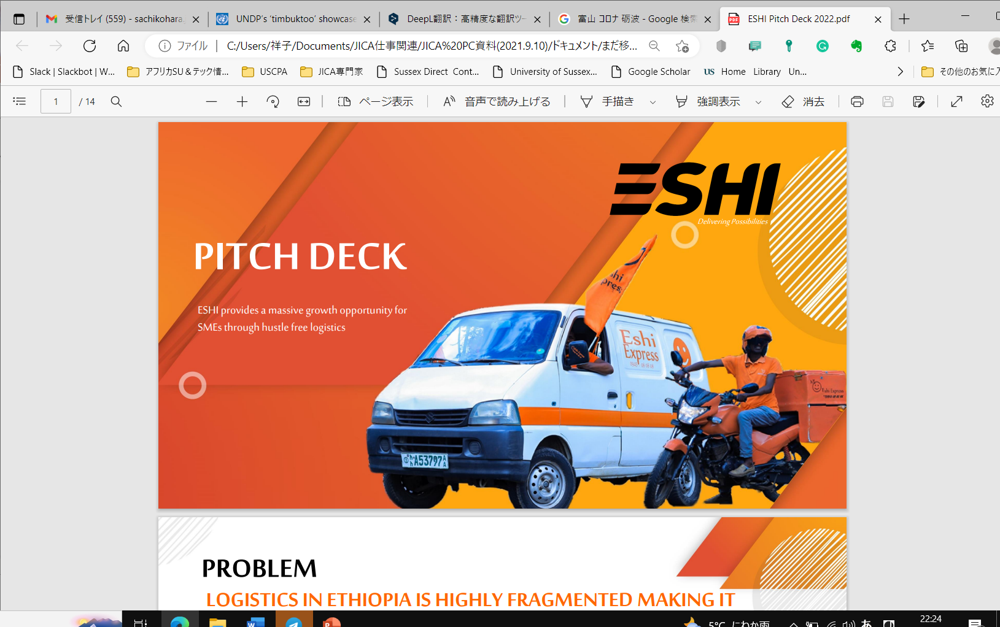 受信トレイ (559) - sachikohara
UNDP's 'timbuktoo' showcase
DeepL翻訳：高精度な翻訳ツー
富山 コロナ 砺波 - Google 検索
ESHI Pitch Deck 2022.pdf
ファイル
C:/Users/祥子/Documents/JICA仕事関連/JICA%20PC資料(2021.9.10)/ドキュメント/まだ移...
Slack | Slackbot | W...
アフリカSU＆テック情...
USCPA
JICA専門家
Sussex Direct Cont...
University of Sussex...
Google Scholar
US Home Library Un...
その他のお気に入
1 / 14
ページ表示
音声で読み上げる
手描き
強調表示
消去
ESHI
Delivering Possibilities
PITCH DECK
ESHI provides a massive growth opportunity for
SMEs through hustle free logistics
Eshi
Express
A53797
PROBLEM
LOGISTICS IN ETHIOPIA IS HIGHLY FRAGMENTED MAKING IT
5°C にわか雨
あ
22:24